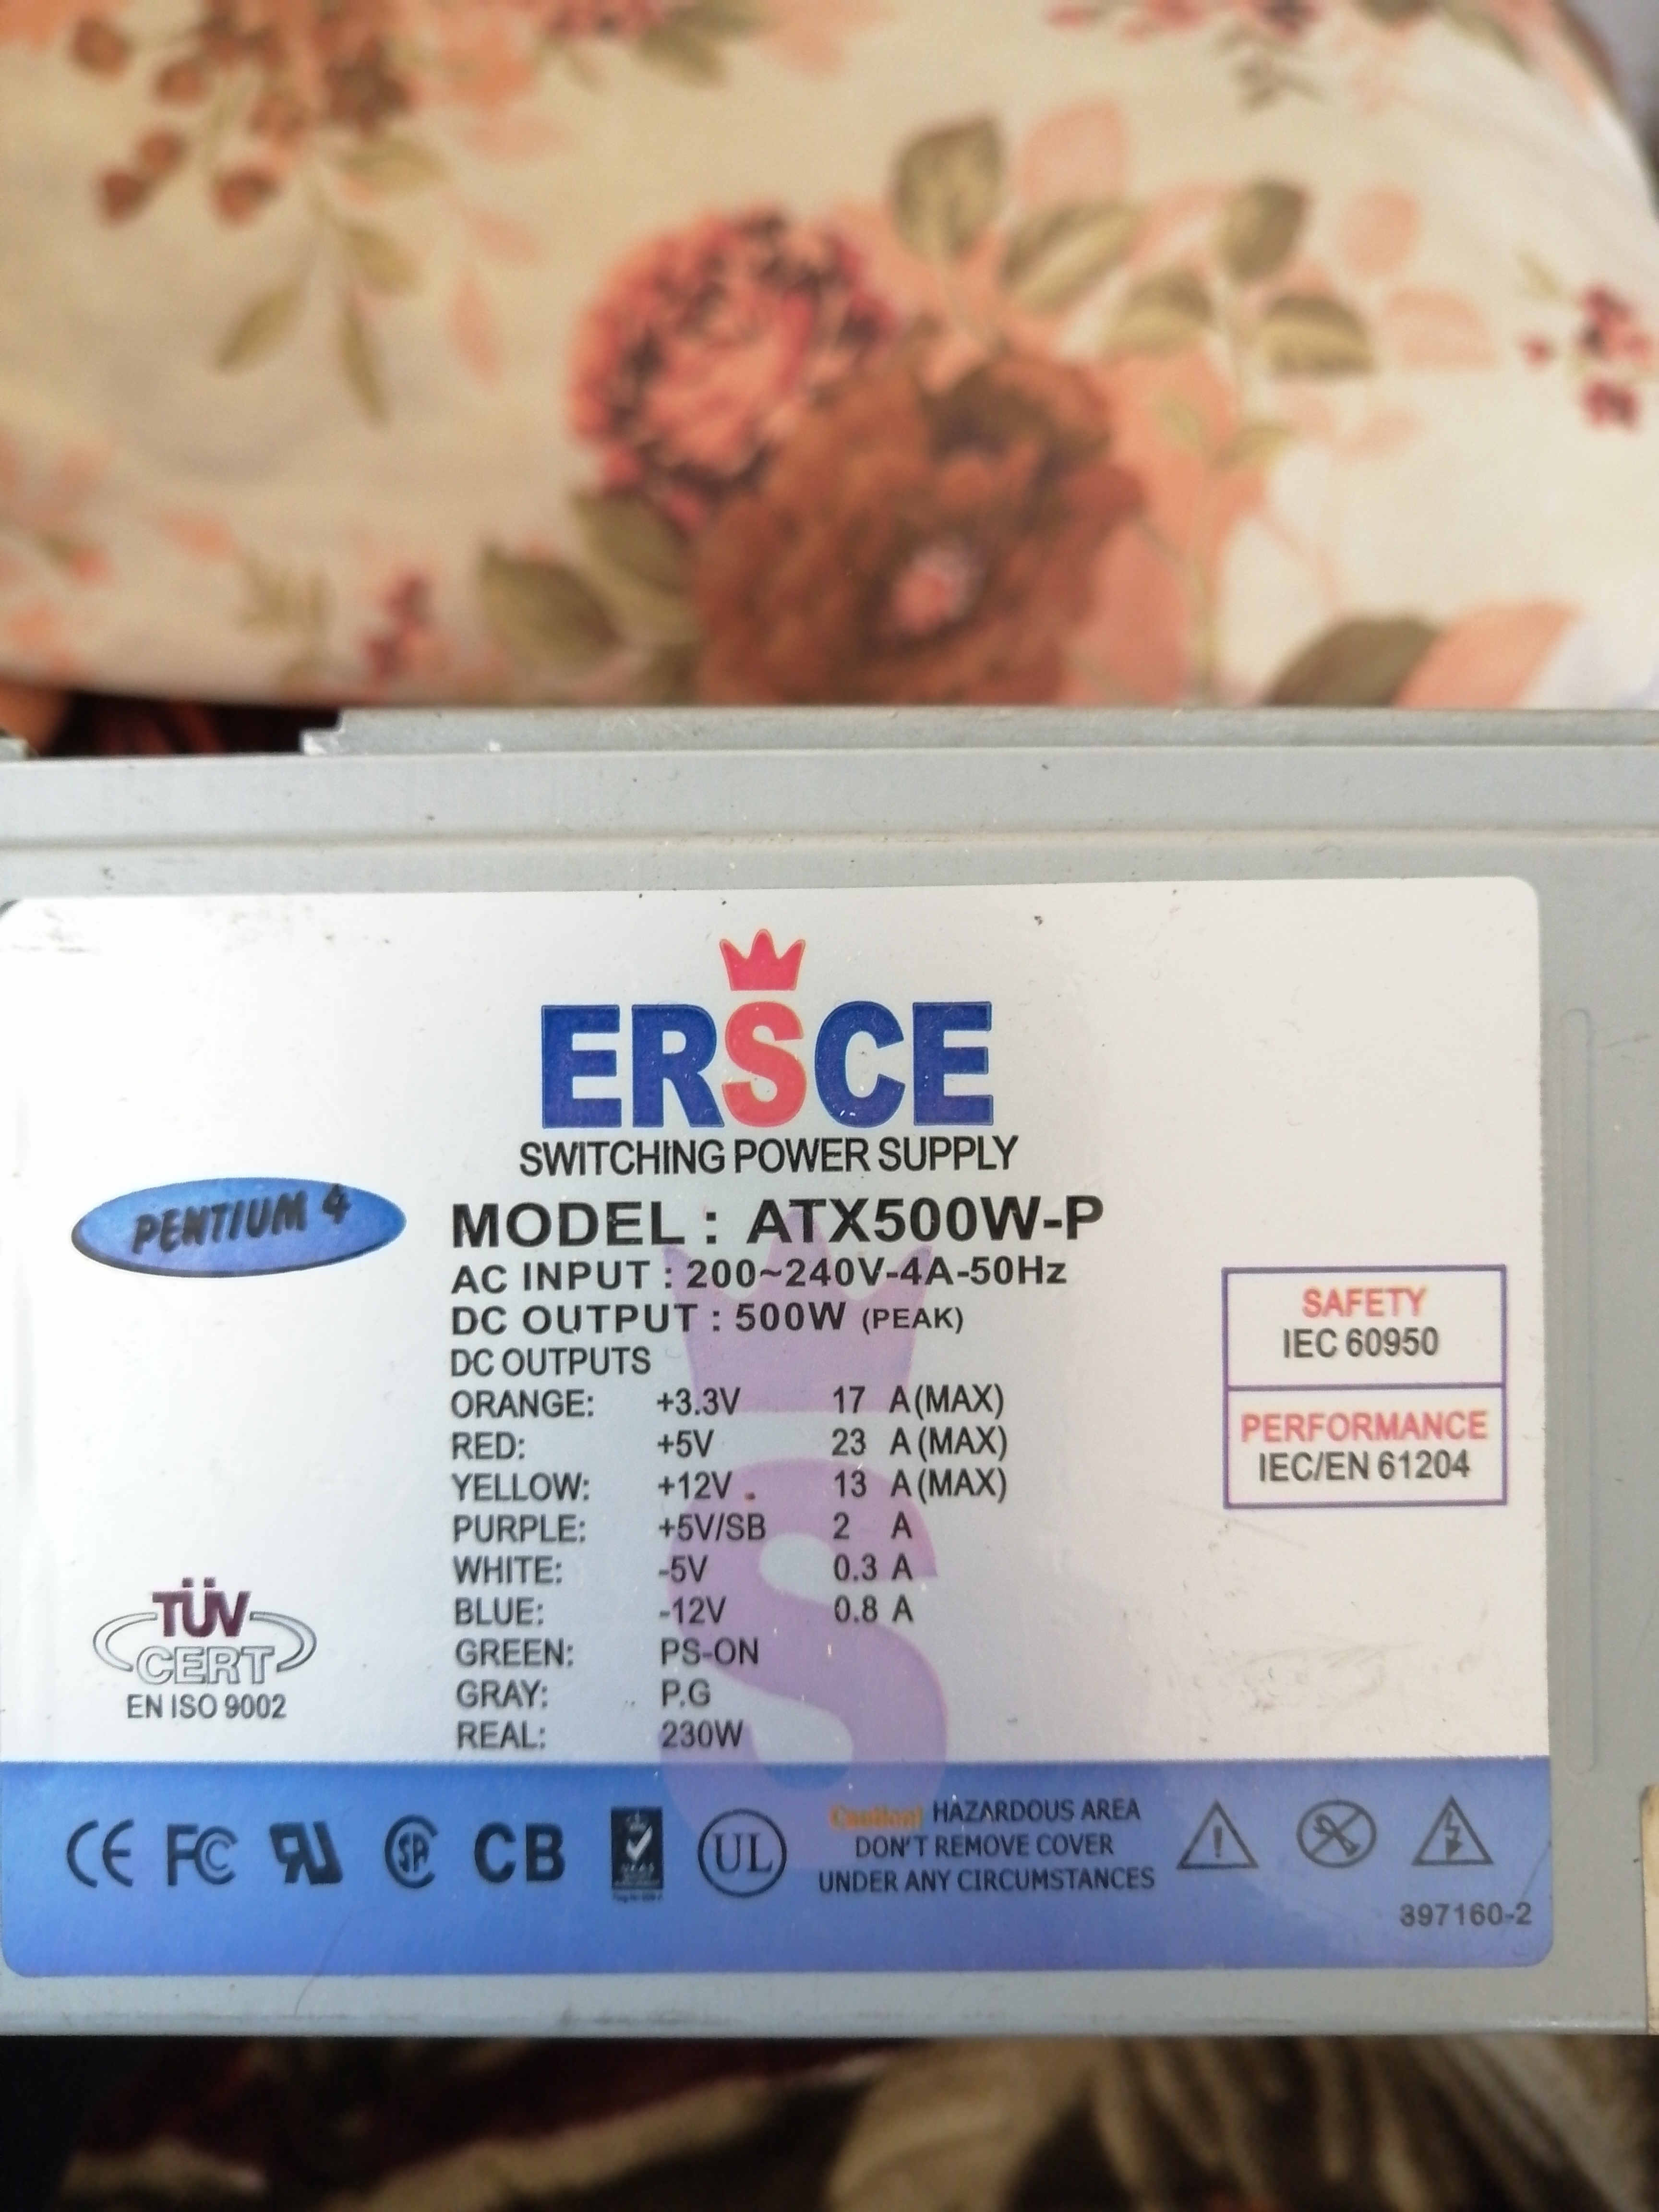 ERSCE
SWITCHING POWER SUPPLY
PENTIUM 4
MODEL : ATX500W-P
AC INPUT : 200~240V-4A-50Hz
DC OUTPUT : 500W (PEAK)
DC OUTPUTS
ORANGE: +3.3V 17 A(MAX)
RED: +5V 23 A(MAX)
YELLOW: +12V 13 A(MAX)
PURPLE: +5V/SB 2 A
WHITE: -5V 0.3 A
BLUE: -12V 0.8 A
GREEN: PS-ON
GRAY: P.G
REAL: 230W
SAFETY
IEC 60950
PERFORMANCE
IEC/EN 61204
TÜV
CERT
EN ISO 9002
CE FC RU SA CB UL
Caution! HAZARDOUS AREA
DON'T REMOVE COVER
UNDER ANY CIRCUMSTANCES
397160-2